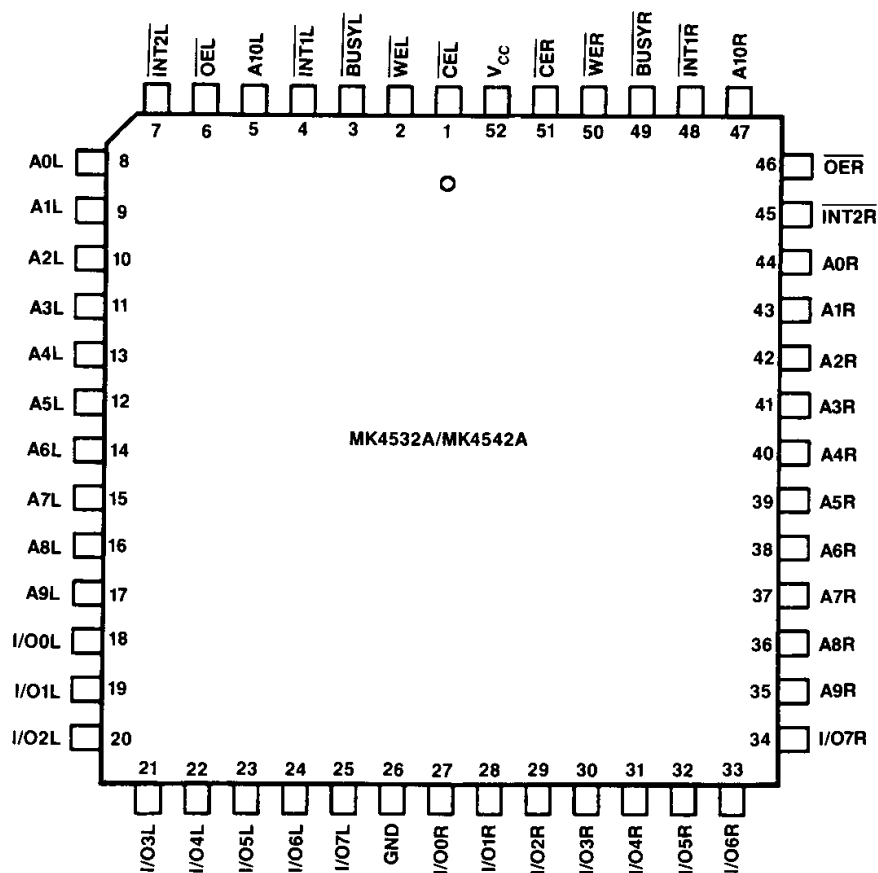 INT2L
OEL
A10L
INT1L
BUSYL
WEL
CEL
VCC
CER
WER
BUSYR
INT1R
A10R
7 6 5 4 3 2 1 52 51 50 49 48 47
A0L 8
A1L 9
A2L 10
A3L 11
A4L 13
A5L 12
A6L 14
A7L 15
A8L 16
A9L 17
I/O0L 18
I/O1L 19
I/O2L 20
MK4532A/MK4542A
46 OER
45 INT2R
44 A0R
43 A1R
42 A2R
41 A3R
40 A4R
39 A5R
38 A6R
37 A7R
36 A8R
35 A9R
34 I/O7R
21 22 23 24 25 26 27 28 29 30 31 32 33
I/O3L
I/O4L
I/O5L
I/O6L
I/O7L
GND
I/O0R
I/O1R
I/O2R
I/O3R
I/O4R
I/O5R
I/O6R